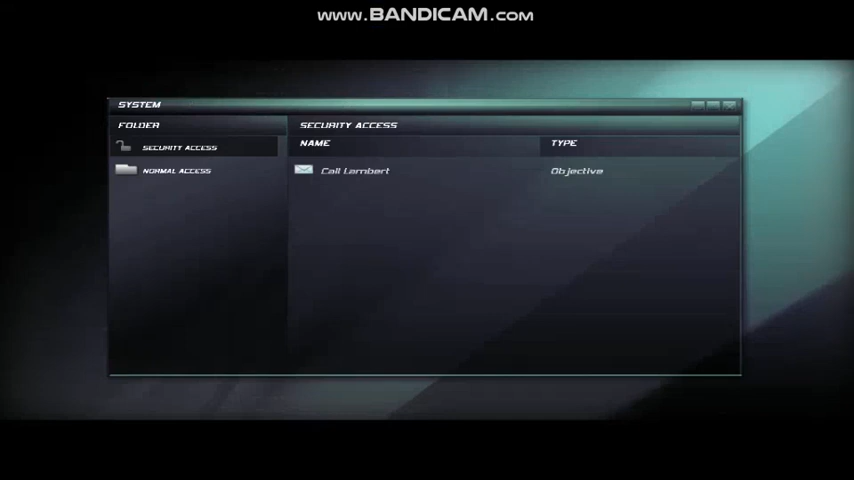 www.BANDICAM.com
SYSTEM
FOLDER
SECURITY ACCESS
NORMAL ACCESS
SECURITY ACCESS
NAME TYPE
Call Lambert Objective